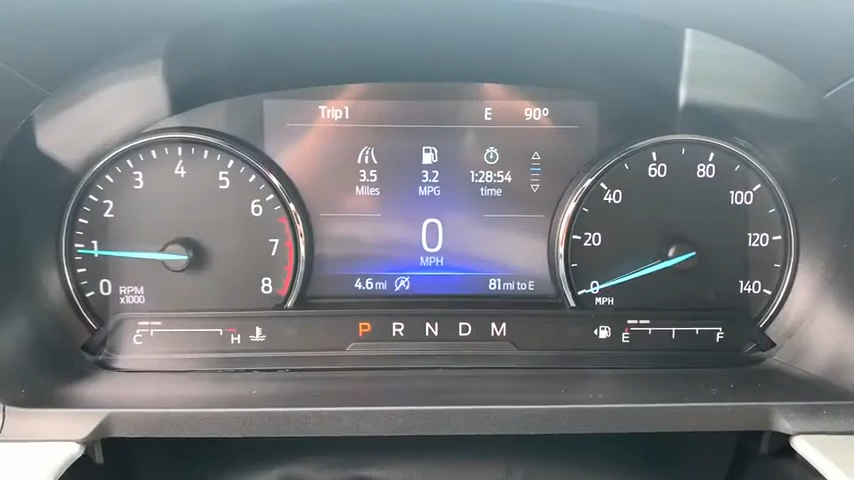 Trip1 E 90°
3.5 3.2 1:28:54
Miles MPG time
0
MPH
4.6 mi 81 mi to E
0 1 2 3 4 5 6 7 8
RPM
x1000
0 20 40 60 80 100 120 140
MPH
C H
P R N D M
E F